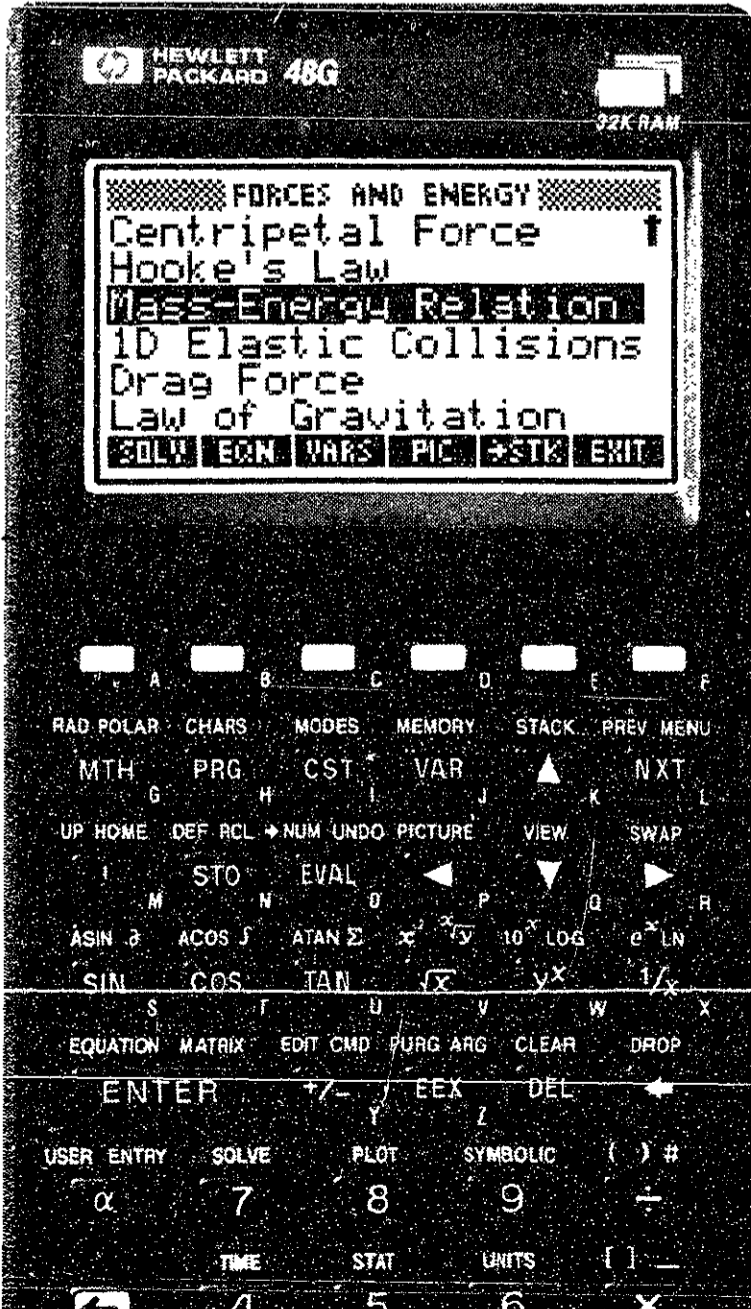 hp HEWLETT PACKARD 48G
32K RAM
FORCES AND ENERGY
Centripetal Force
Hooke's Law
Mass-Energy Relation
1D Elastic Collisions
Drag Force
Law of Gravitation
SOLV EQN VARS PIC →STK EXIT
A B C D E F
RAD POLAR CHARS MODES MEMORY STACK PREV MENU
MTH PRG CST VAR ▲ NXT
G H I J K L
UP HOME DEF RCL →NUM UNDO PICTURE VIEW SWAP
' STO EVAL ◀ ▼ ▶
M N O P Q R
ASIN ∂ ACOS ∫ ATAN Σ x² ˣ√y 10ˣ LOG eˣ LN
SIN COS TAN √x yˣ 1/x
S T U V W X
EQUATION MATRIX EDIT CMD PURG ARG CLEAR DROP
ENTER +/- EEX DEL ←
Y Z
USER ENTRY SOLVE PLOT SYMBOLIC ( ) #
α 7 8 9 ÷
TIME STAT UNITS [ ] _
4 5 6 ×